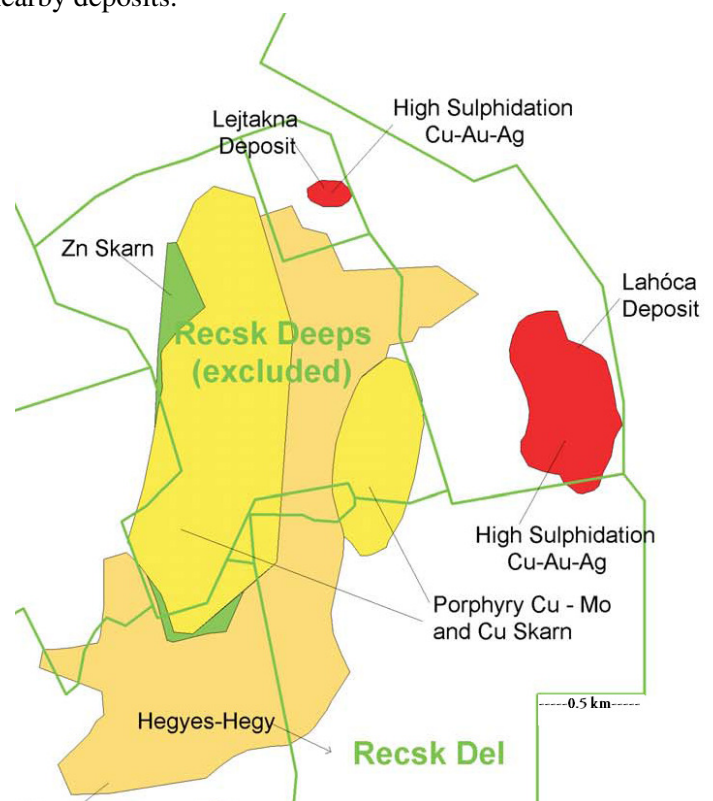 nearby deposits.
Lejtakna
Deposit
High Sulphidation
Cu-Au-Ag
Zn Skarn
Lahóca
Deposit
Recsk Deeps
(excluded)
High Sulphidation
Cu-Au-Ag
Porphyry Cu - Mo
and Cu Skarn
-----0.5 km-----
Hegyes-Hegy
Recsk Del